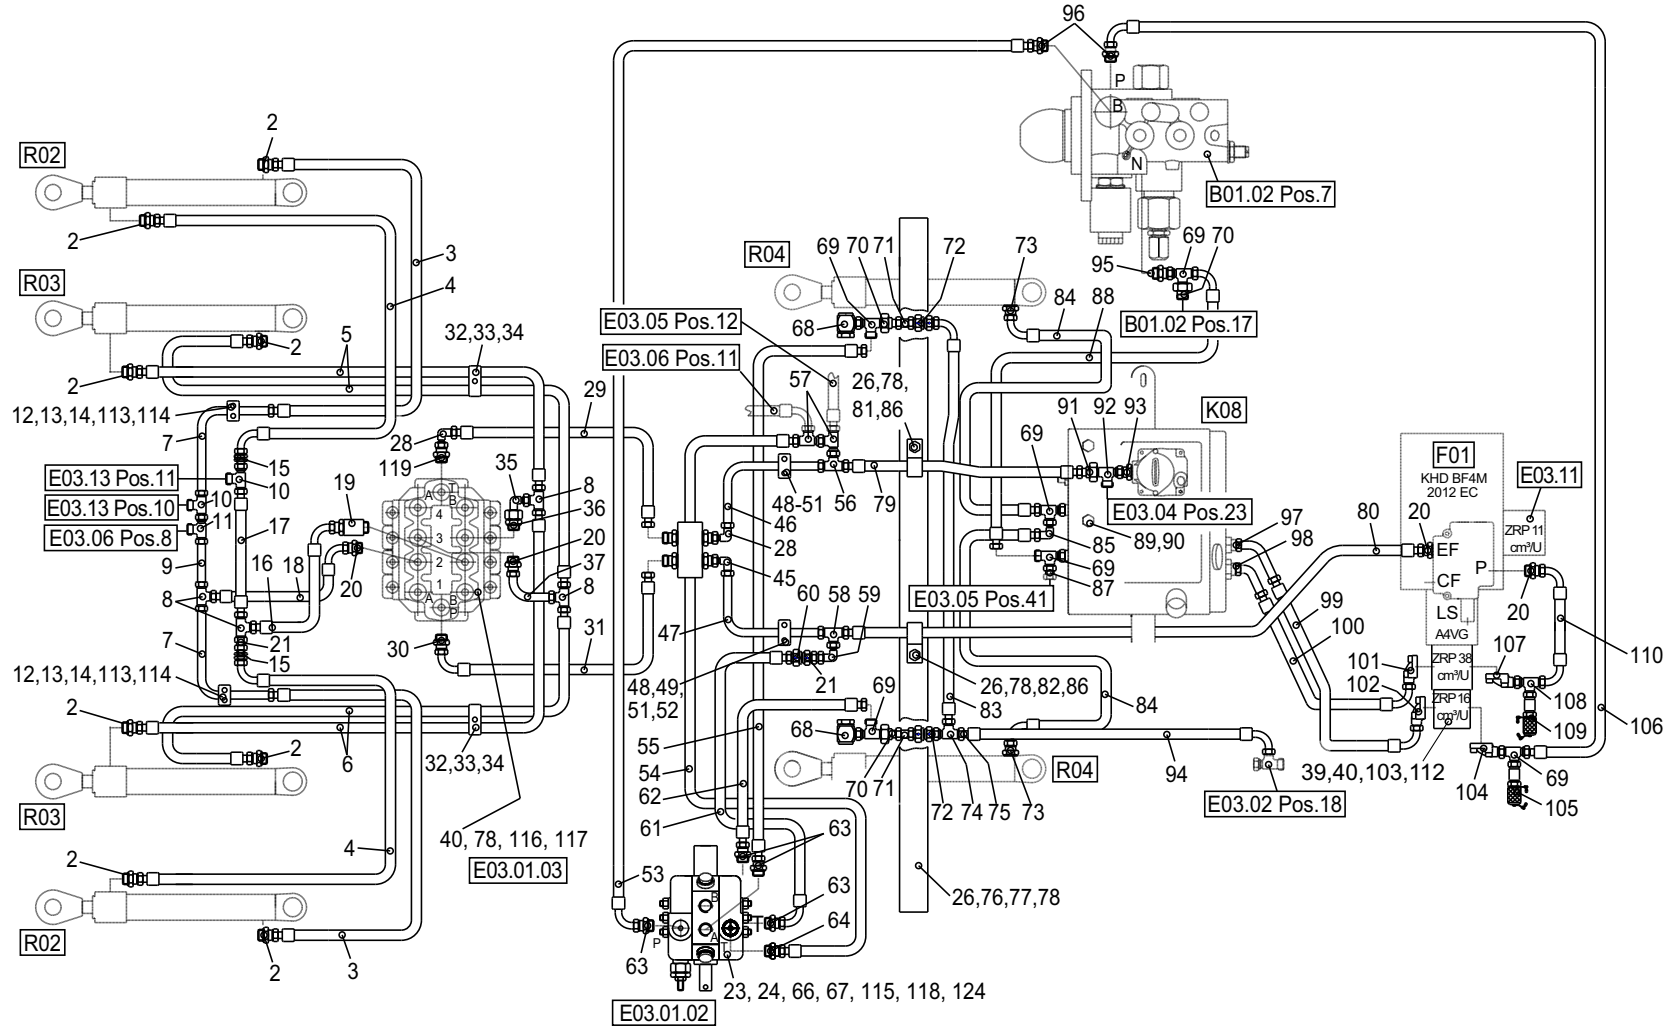 96
2
R02
P
B
N
B01.02 Pos.7
2
3
4
R03
69 70 71 72 73
R04
95
69 70
84
88
E03.05 Pos.12
68
B01.02 Pos.17
5
32,33,34
2
2
E03.06 Pos.11
57
26,78,
81,86
12,13,14,113,114
29
91 92 93
K08
7
28
69
F01
119
KHD BF4M
2012 EC
E03.11
15
35
E03.13 Pos.11
10
19
A T B
8
48-51
56
79
E03.13 Pos.10
10
4
36
46
E03.04 Pos.23
ZRP 11
cm³/U
11
17
3
20
28
97
80
20
E03.06 Pos.8
85
89,90
98
EF
9
2
37
45
69
P
16 18
20
1
87
CF
8
A B P
8
E03.05 Pos.41
LS
20
60 58 59
99
47
100
A4VG
7
21
30
31
107
110
15
101
ZRP 38
cm³/U
12,13,14,113,114
48,49,
51,52
21
26,78,82,86
102
108
69
83
84
ZRP 16
cm³/U
2
109
106
55
68
2
6
32,33,34
54
94
39,40,103,112
R04
62
70 71
69
104
R03
72 74 75 73
E03.02 Pos.18
105
61
63
40, 78, 116, 117
2
4
E03.01.03
53
63
26,76,77,78
B
64
A
T
T
R02
P
63
2
3
23, 24, 66, 67, 115, 118, 124
E03.01.02